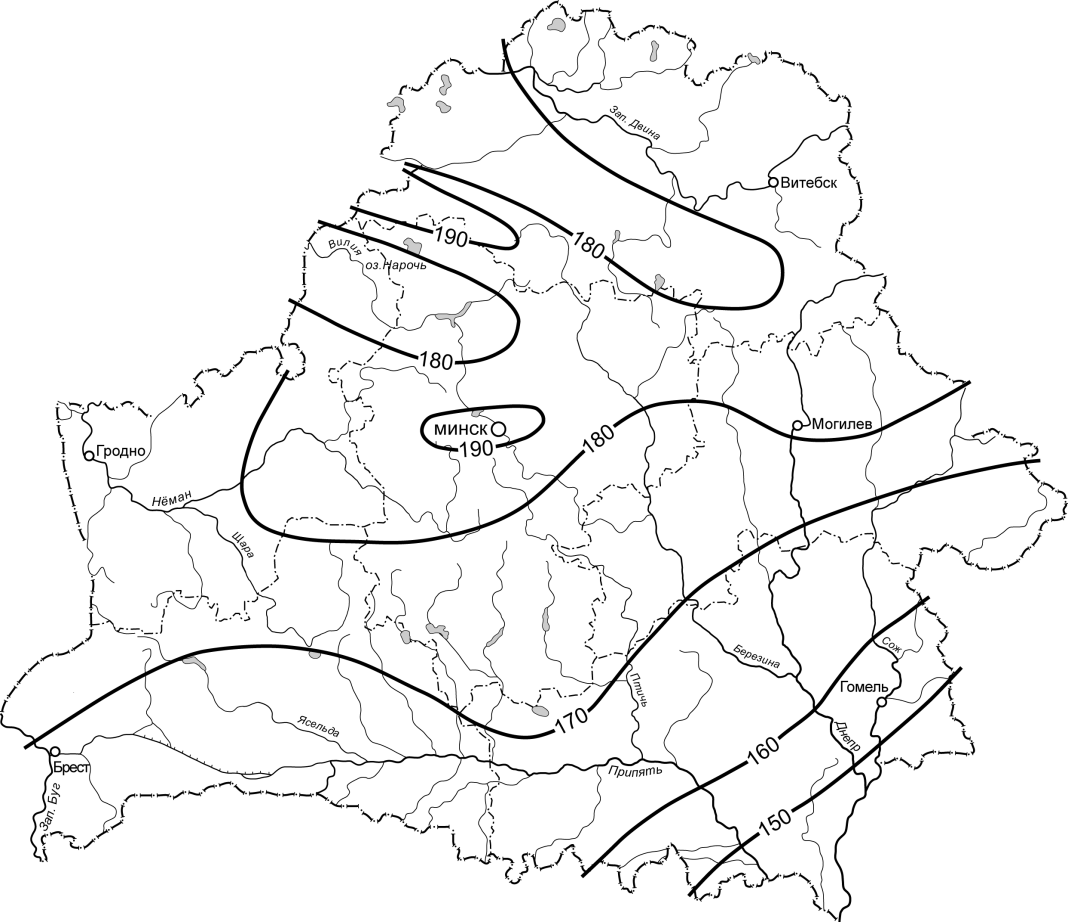 Зап. Двина
Витебск
190
180
Вилия
оз.Нарочь
180
МИНСК
190
180
Могилев
Гродно
Нёман
Щара
Сож
Березина
Гомель
Птичь
170
Ясельда
160
Днепр
Брест
Припять
Зап. Буг
150